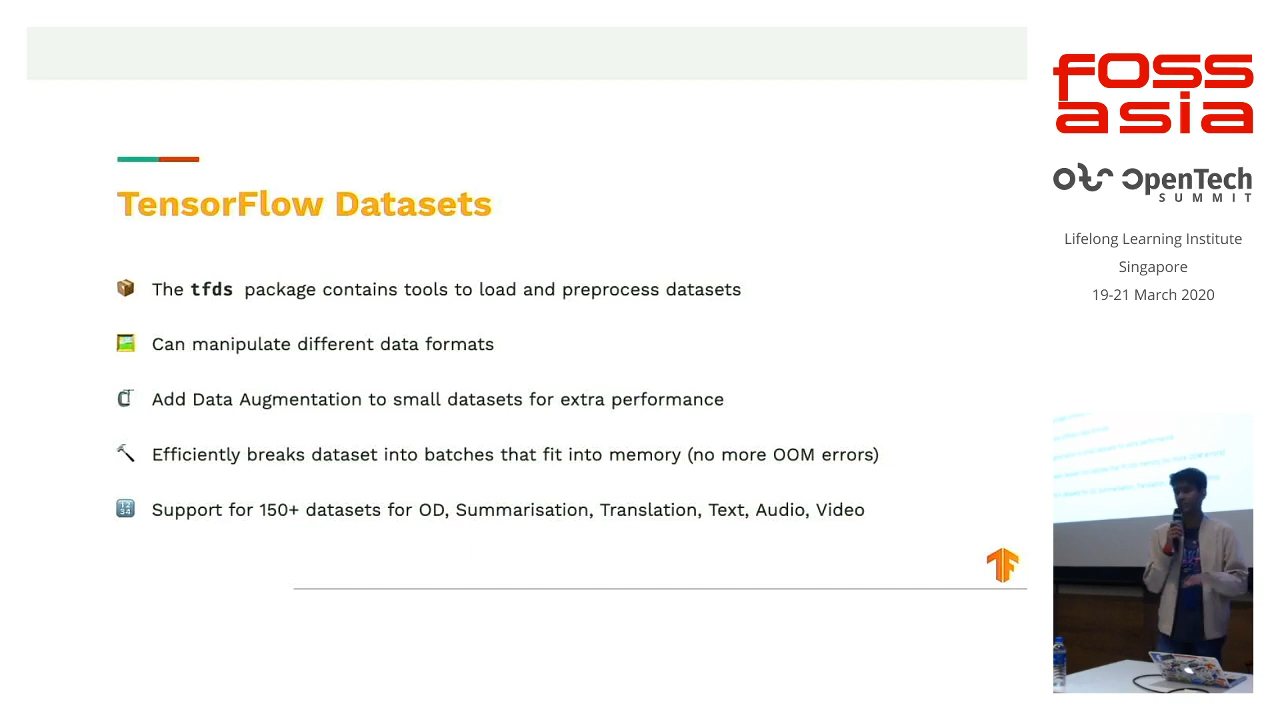 TensorFlow Datasets
The tfds package contains tools to load and preprocess datasets
Can manipulate different data formats
Add Data Augmentation to small datasets for extra performance
Efficiently breaks dataset into batches that fit into memory (no more OOM errors)
Support for 150+ datasets for OD, Summarisation, Translation, Text, Audio, Video
fOSS
asia
OpenTech
SUMMIT
Lifelong Learning Institute
Singapore
19-21 March 2020